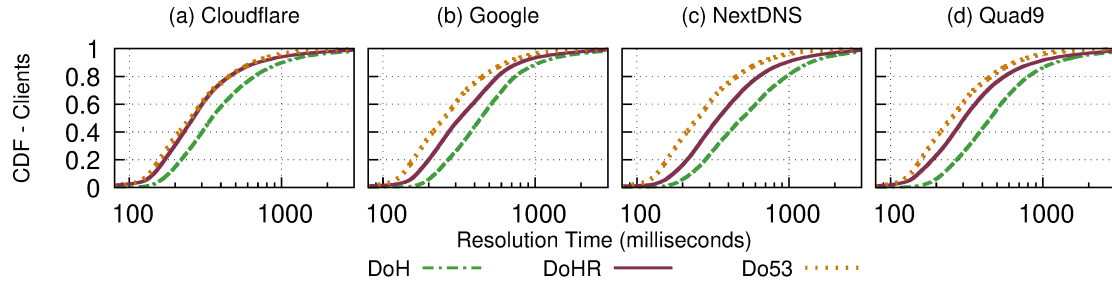 (a) Cloudflare (b) Google (c) NextDNS (d) Quad9
CDF - Clients
1
0.8
0.6
0.4
0.2
0
100 1000 100 1000 100 1000 100 1000
Resolution Time (milliseconds)
DoH DoHR Do53